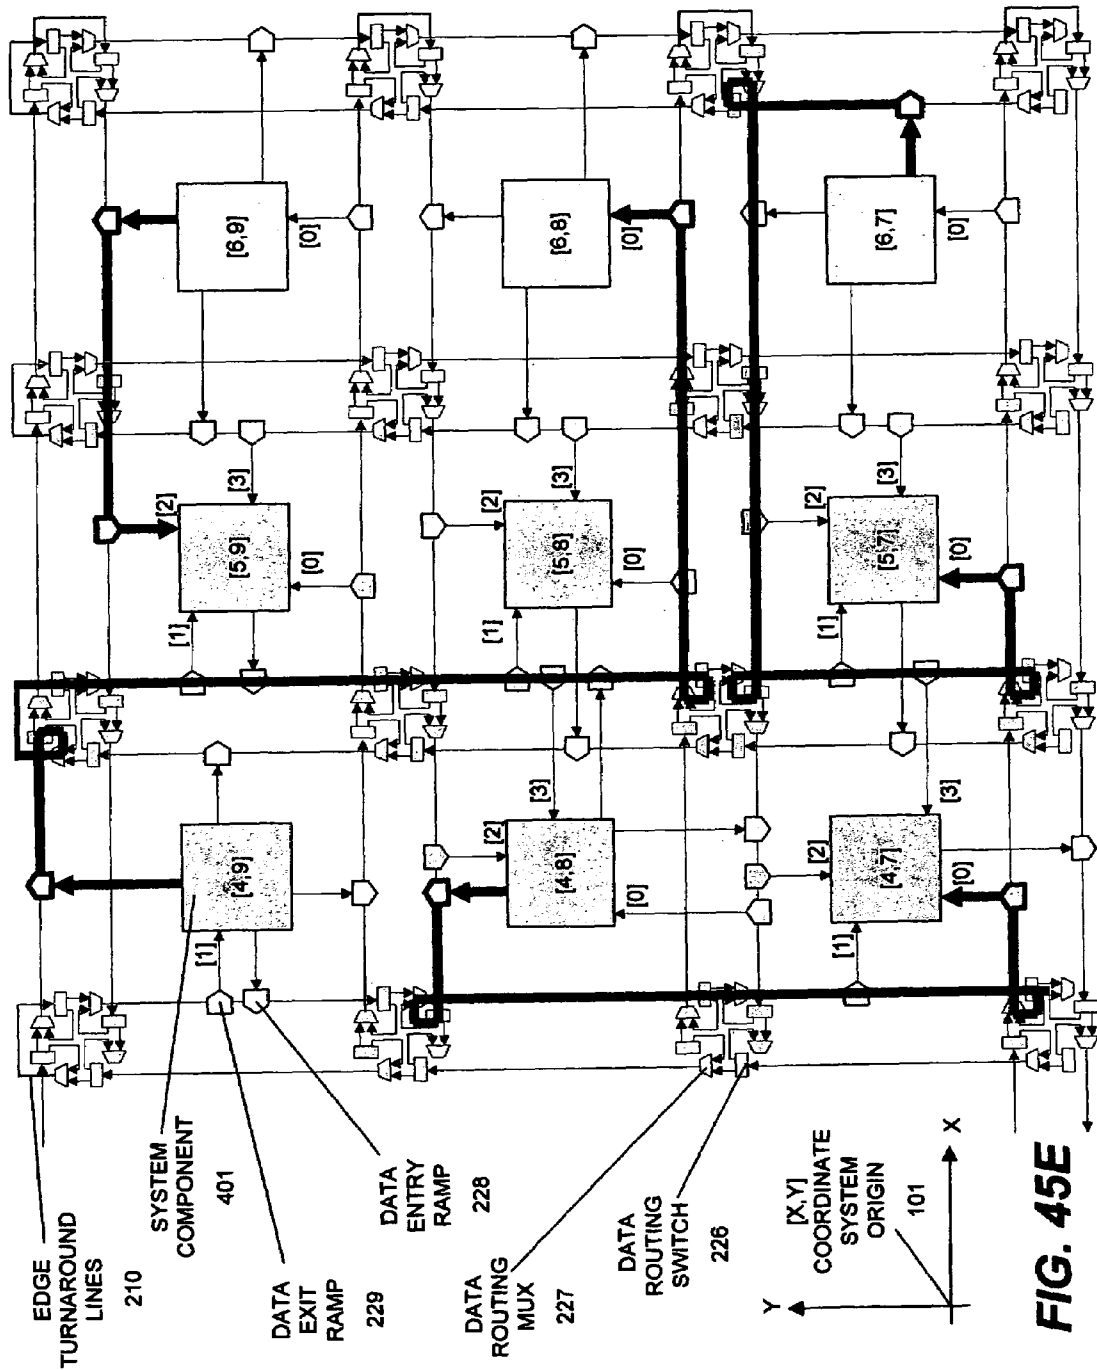 EDGE
TURNAROUND
LINES
210
SYSTEM
COMPONENT
401
DATA
EXIT
RAMP
229
DATA
ENTRY
RAMP
228
DATA
ROUTING
MUX
227
DATA
ROUTING
SWITCH
226
[X,Y]
COORDINATE
SYSTEM
ORIGIN
101
Y
X
[1]
[4,9]
[1]
[2]
[5,9]
[3]
[0]
[6,9]
[0]
[2]
[4,8]
[3]
[0]
[1]
[2]
[5,8]
[3]
[0]
[6,8]
[0]
[1]
[2]
[4,7]
[3]
[0]
[1]
[2]
[5,7]
[3]
[0]
[6,7]
[0]
FIG. 45E